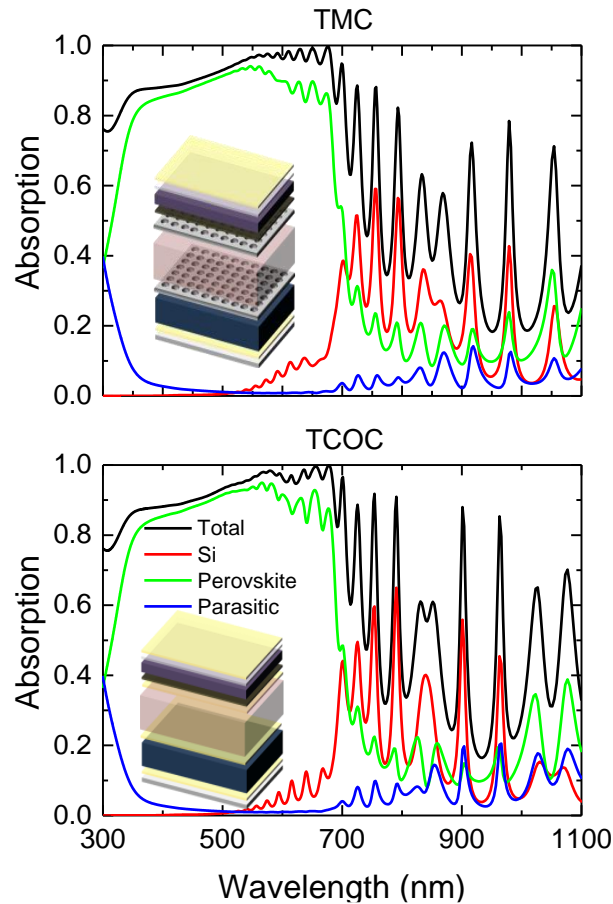 TMC
1.0
0.8
0.6
0.4
0.2
0.0
Absorption
TCOC
1.0
0.8
0.6
0.4
0.2
0.0
Absorption
Total
Si
Perovskite
Parasitic
300 500 700 900 1100
Wavelength (nm)